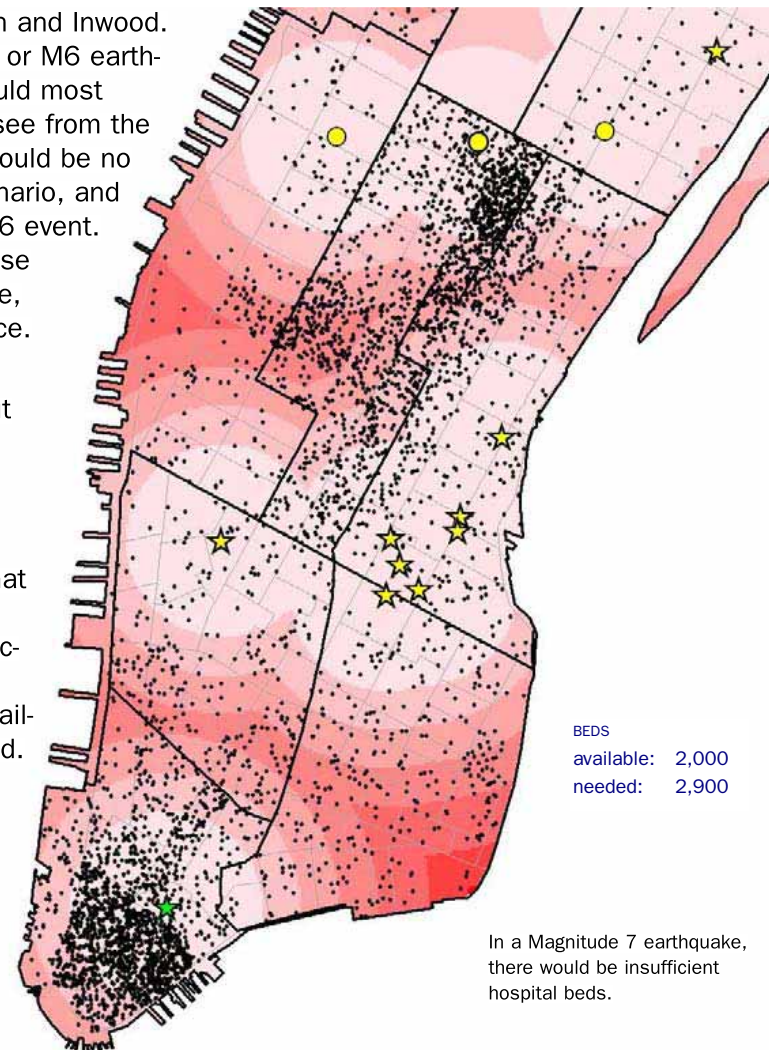 n and Inwood.
or M6 earth-
uld most
see from the
ould be no
nario, and
6 event.
se
e,
ce.
t
at
c-
ail-
d.
BEDS
available: 2,000
needed: 2,900
In a Magnitude 7 earthquake,
there would be insufficient
hospital beds.